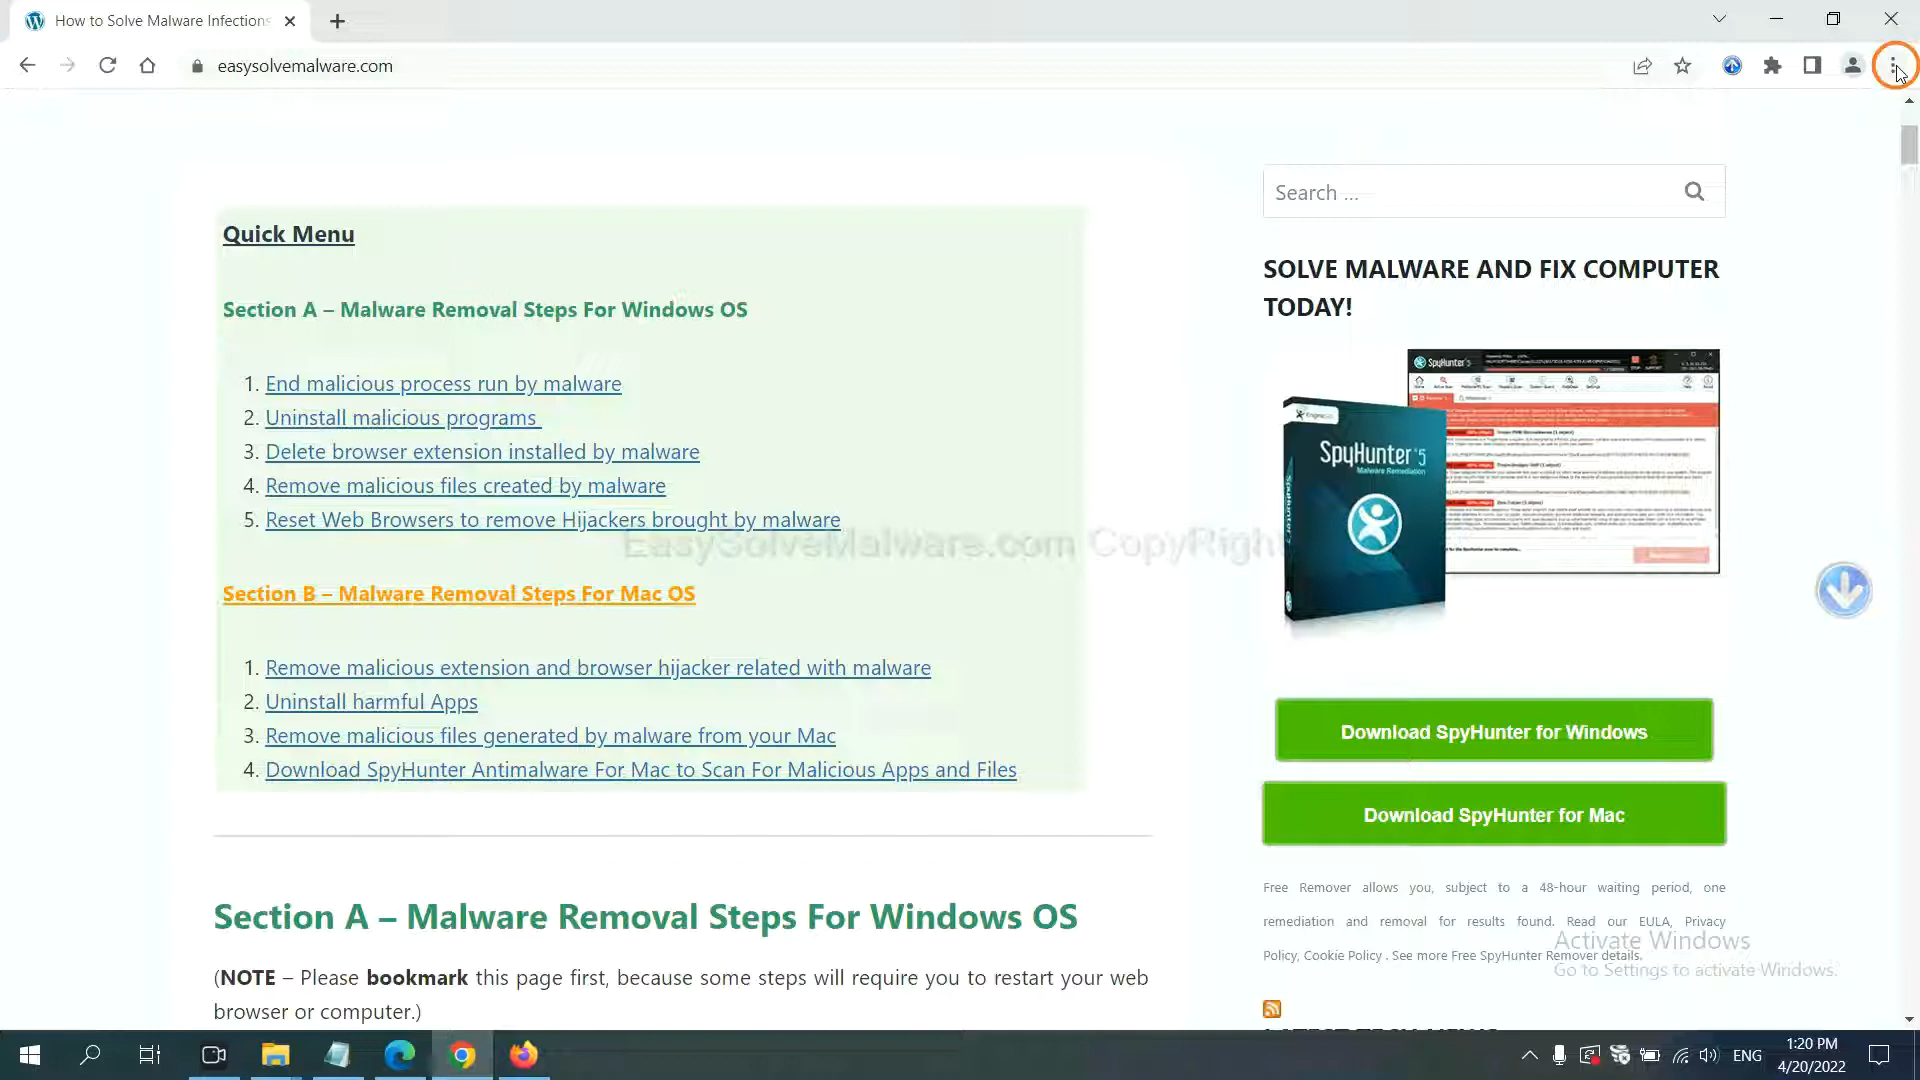 How to Solve Malware Infections
easysolvemalware.com
Search ...
Quick Menu
SOLVE MALWARE AND FIX COMPUTER
TODAY!
Section A – Malware Removal Steps For Windows OS
1. End malicious process run by malware
2. Uninstall malicious programs
3. Delete browser extension installed by malware
4. Remove malicious files created by malware
5. Reset Web Browsers to remove Hijackers brought by malware
EasySolveMalware.com CopyRight
SpyHunter 5
SpyHunter 5
Malware Remediation
Section B – Malware Removal Steps For Mac OS
1. Remove malicious extension and browser hijacker related with malware
2. Uninstall harmful Apps
3. Remove malicious files generated by malware from your Mac
4. Download SpyHunter Antimalware For Mac to Scan For Malicious Apps and Files
Download SpyHunter for Windows
Download SpyHunter for Mac
Free Remover allows you, subject to a 48-hour waiting period, one
remediation and removal for results found. Read our EULA, Privacy
Policy, Cookie Policy . See more Free SpyHunter Remover details.
Activate Windows
Go to Settings to activate Windows.
Section A – Malware Removal Steps For Windows OS
(NOTE – Please bookmark this page first, because some steps will require you to restart your web
browser or computer.)
LATEST TECH NEWS
ENG
1:20 PM
4/20/2022